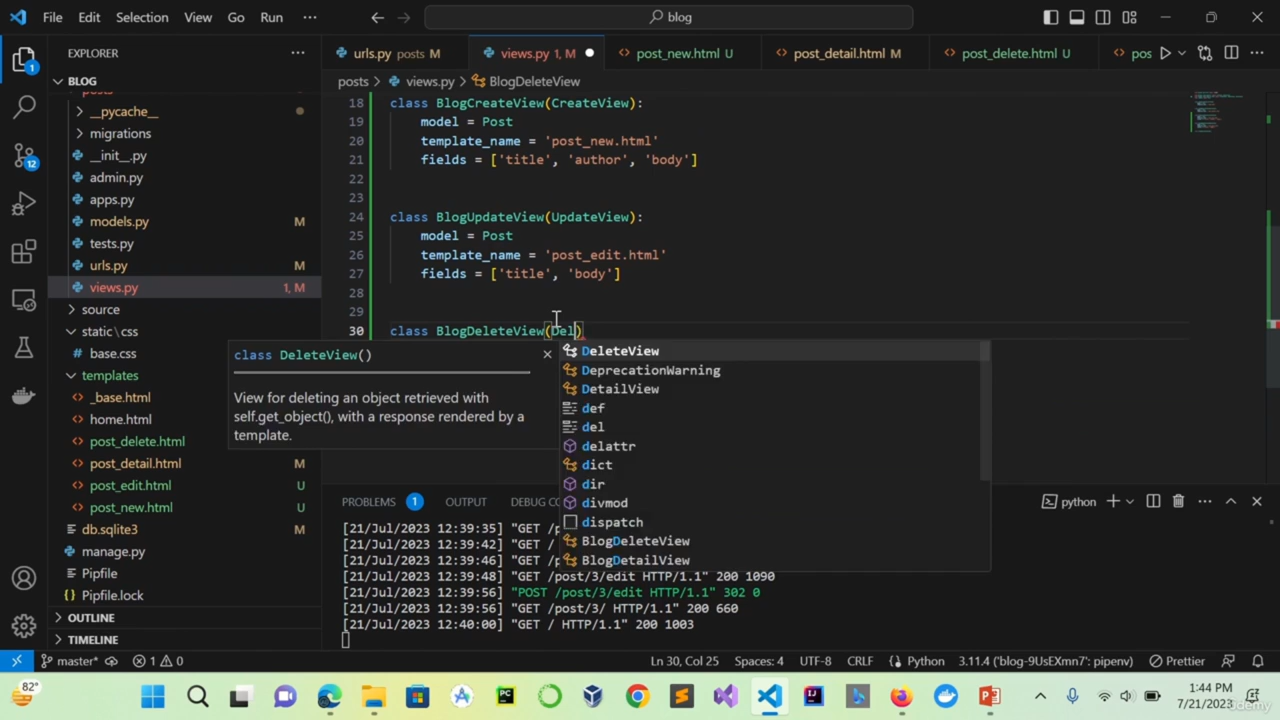 File Edit Selection View Go Run ··· blog
EXPLORER ···
BLOG
posts
__pycache__
migrations
__init__.py
admin.py
apps.py
models.py M
tests.py
urls.py M
views.py 1, M
source
static\css
base.css
templates
_base.html
home.html
post_delete.html
post_detail.html M
post_edit.html U
post_new.html U
db.sqlite3 M
manage.py
Pipfile
Pipfile.lock
OUTLINE
TIMELINE
1
12
urls.py posts M views.py 1, M post_new.html U post_detail.html M post_delete.html U pos
posts > views.py > BlogDeleteView
18 class BlogCreateView(CreateView):
19 model = Post
20 template_name = 'post_new.html'
21 fields = ['title', 'author', 'body']
22
23
24 class BlogUpdateView(UpdateView):
25 model = Post
26 template_name = 'post_edit.html'
27 fields = ['title', 'body']
28
29
30 class BlogDeleteView(Del)
class DeleteView()
View for deleting an object retrieved with
self.get_object(), with a response rendered by a
template.
DeleteView
DeprecationWarning
DetailView
def
del
delattr
dict
dir
divmod
dispatch
BlogDeleteView
BlogDetailView
PROBLEMS 1 OUTPUT DEBUG CO python
[21/Jul/2023 12:39:35] "GET /p
[21/Jul/2023 12:39:42] "GET /
[21/Jul/2023 12:39:46] "GET /p
[21/Jul/2023 12:39:48] "GET /post/3/edit HTTP/1.1" 200 1090
[21/Jul/2023 12:39:56] "POST /post/3/edit HTTP/1.1" 302 0
[21/Jul/2023 12:39:56] "GET /post/3/ HTTP/1.1" 200 660
[21/Jul/2023 12:40:00] "GET / HTTP/1.1" 200 1003
master* 1 0 Ln 30, Col 25 Spaces: 4 UTF-8 CRLF Python 3.11.4 ('blog-9UsEXmn7': pipenv) Prettier
82° 1:44 PM
7/21/2023
Udemy